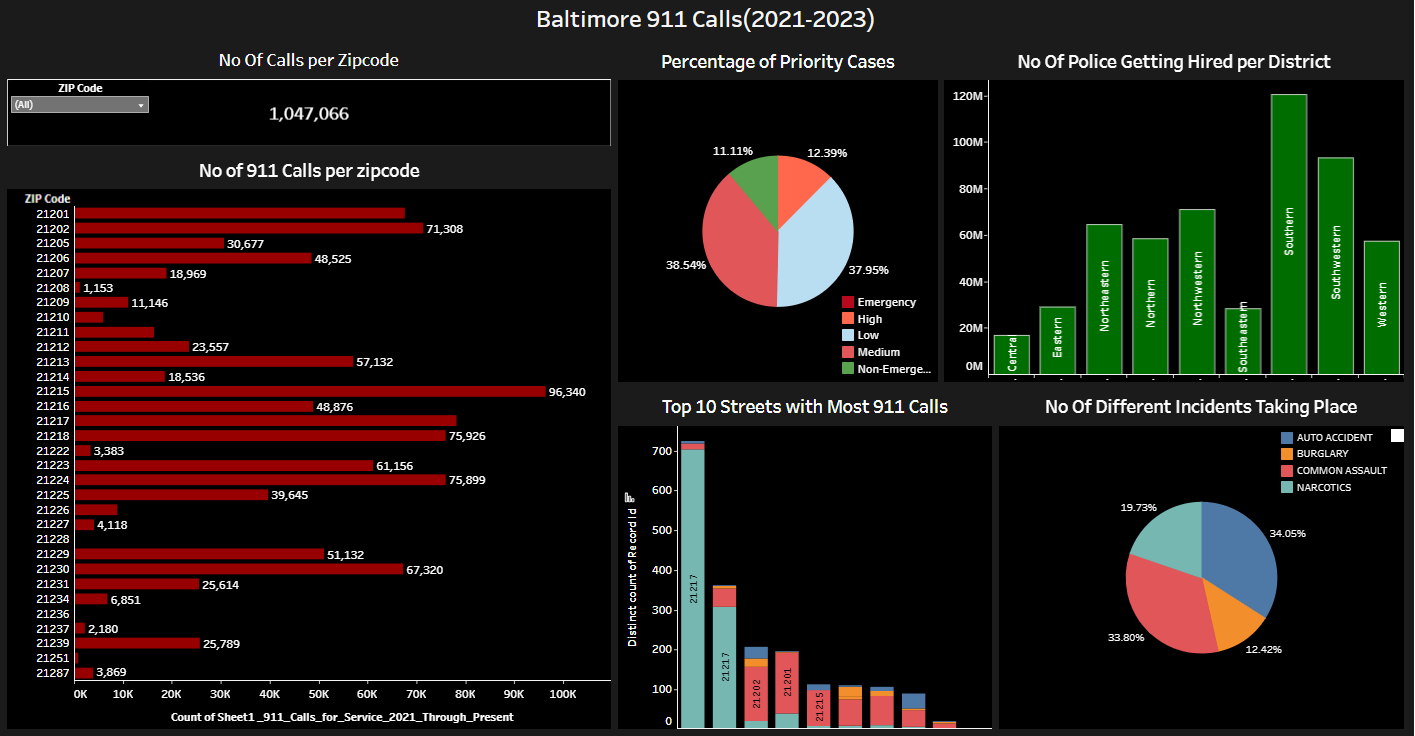 Baltimore 911 Calls(2021-2023)
No Of Calls per Zipcode
ZIP Code
(All)
1,047,066
No of 911 Calls per zipcode
ZIP Code
21201
21202 71,308
21205 30,677
21206 48,525
21207 18,969
21208 1,153
21209 11,146
21210
21211
21212 23,557
21213 57,132
21214 18,536
21215 96,340
21216 48,876
21217
21218 75,926
21222 3,383
21223 61,156
21224 75,899
21225 39,645
21226
21227 4,118
21228
21229 51,132
21230 67,320
21231 25,614
21234 6,851
21236
21237 2,180
21239 25,789
21251
21287 3,869
0K 10K 20K 30K 40K 50K 60K 70K 80K 90K 100K
Count of Sheet1_911_Calls_for_Service_2021_Through_Present
Percentage of Priority Cases
11.11% 12.39%
38.54% 37.95%
Emergency
High
Low
Medium
Non-Emerge...
No Of Police Getting Hired per District
120M
100M
80M
60M
40M
20M
0M
Central
Eastern
Northeastern
Northern
Northwestern
Southeastern
Southern
Southwestern
Western
Top 10 Streets with Most 911 Calls
Distinct count of Record Id
700
600
500
400
300
200
100
0
21217
21217
21202
21201
21215
No Of Different Incidents Taking Place
AUTO ACCIDENT
BURGLARY
COMMON ASSAULT
NARCOTICS
19.73%
34.05%
33.80%
12.42%